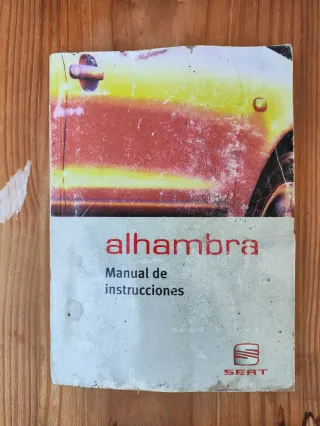 alhambra
Manual de
instrucciones
SEAT